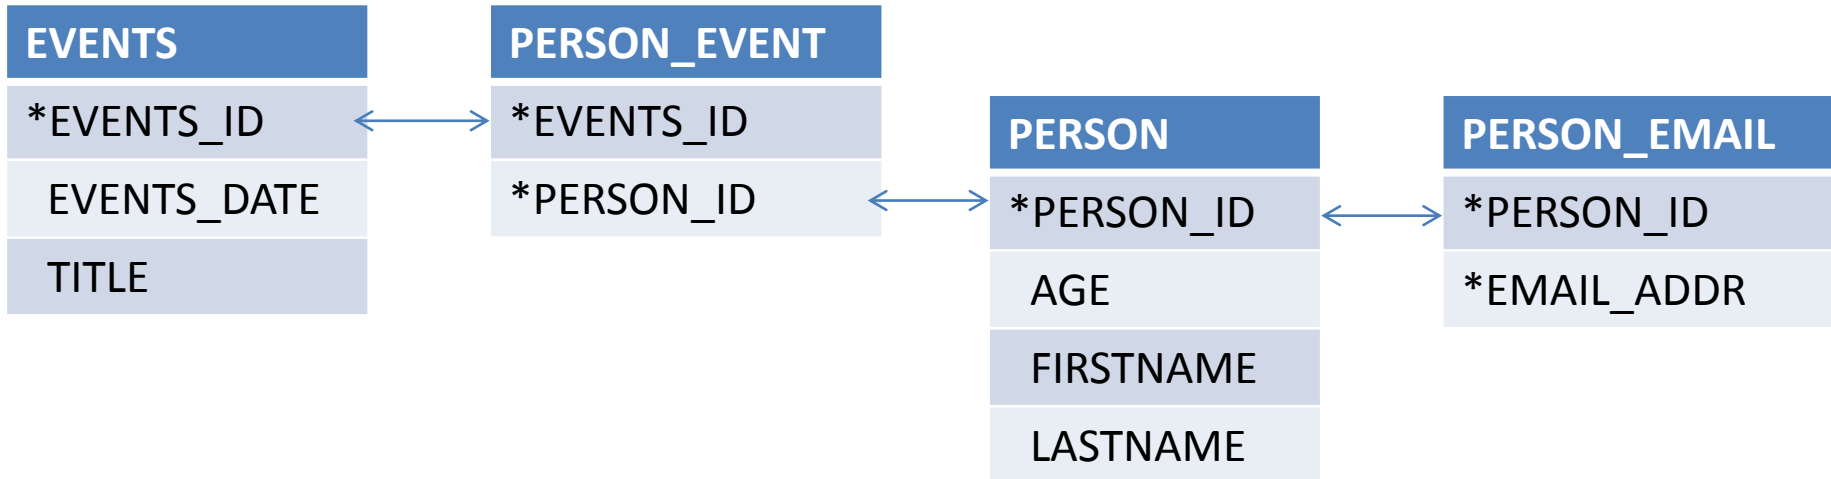 EVENTS
*EVENTS_ID
EVENTS_DATE
TITLE
PERSON_EVENT
*EVENTS_ID
*PERSON_ID
PERSON
*PERSON_ID
AGE
FIRSTNAME
LASTNAME
PERSON_EMAIL
*PERSON_ID
*EMAIL_ADDR